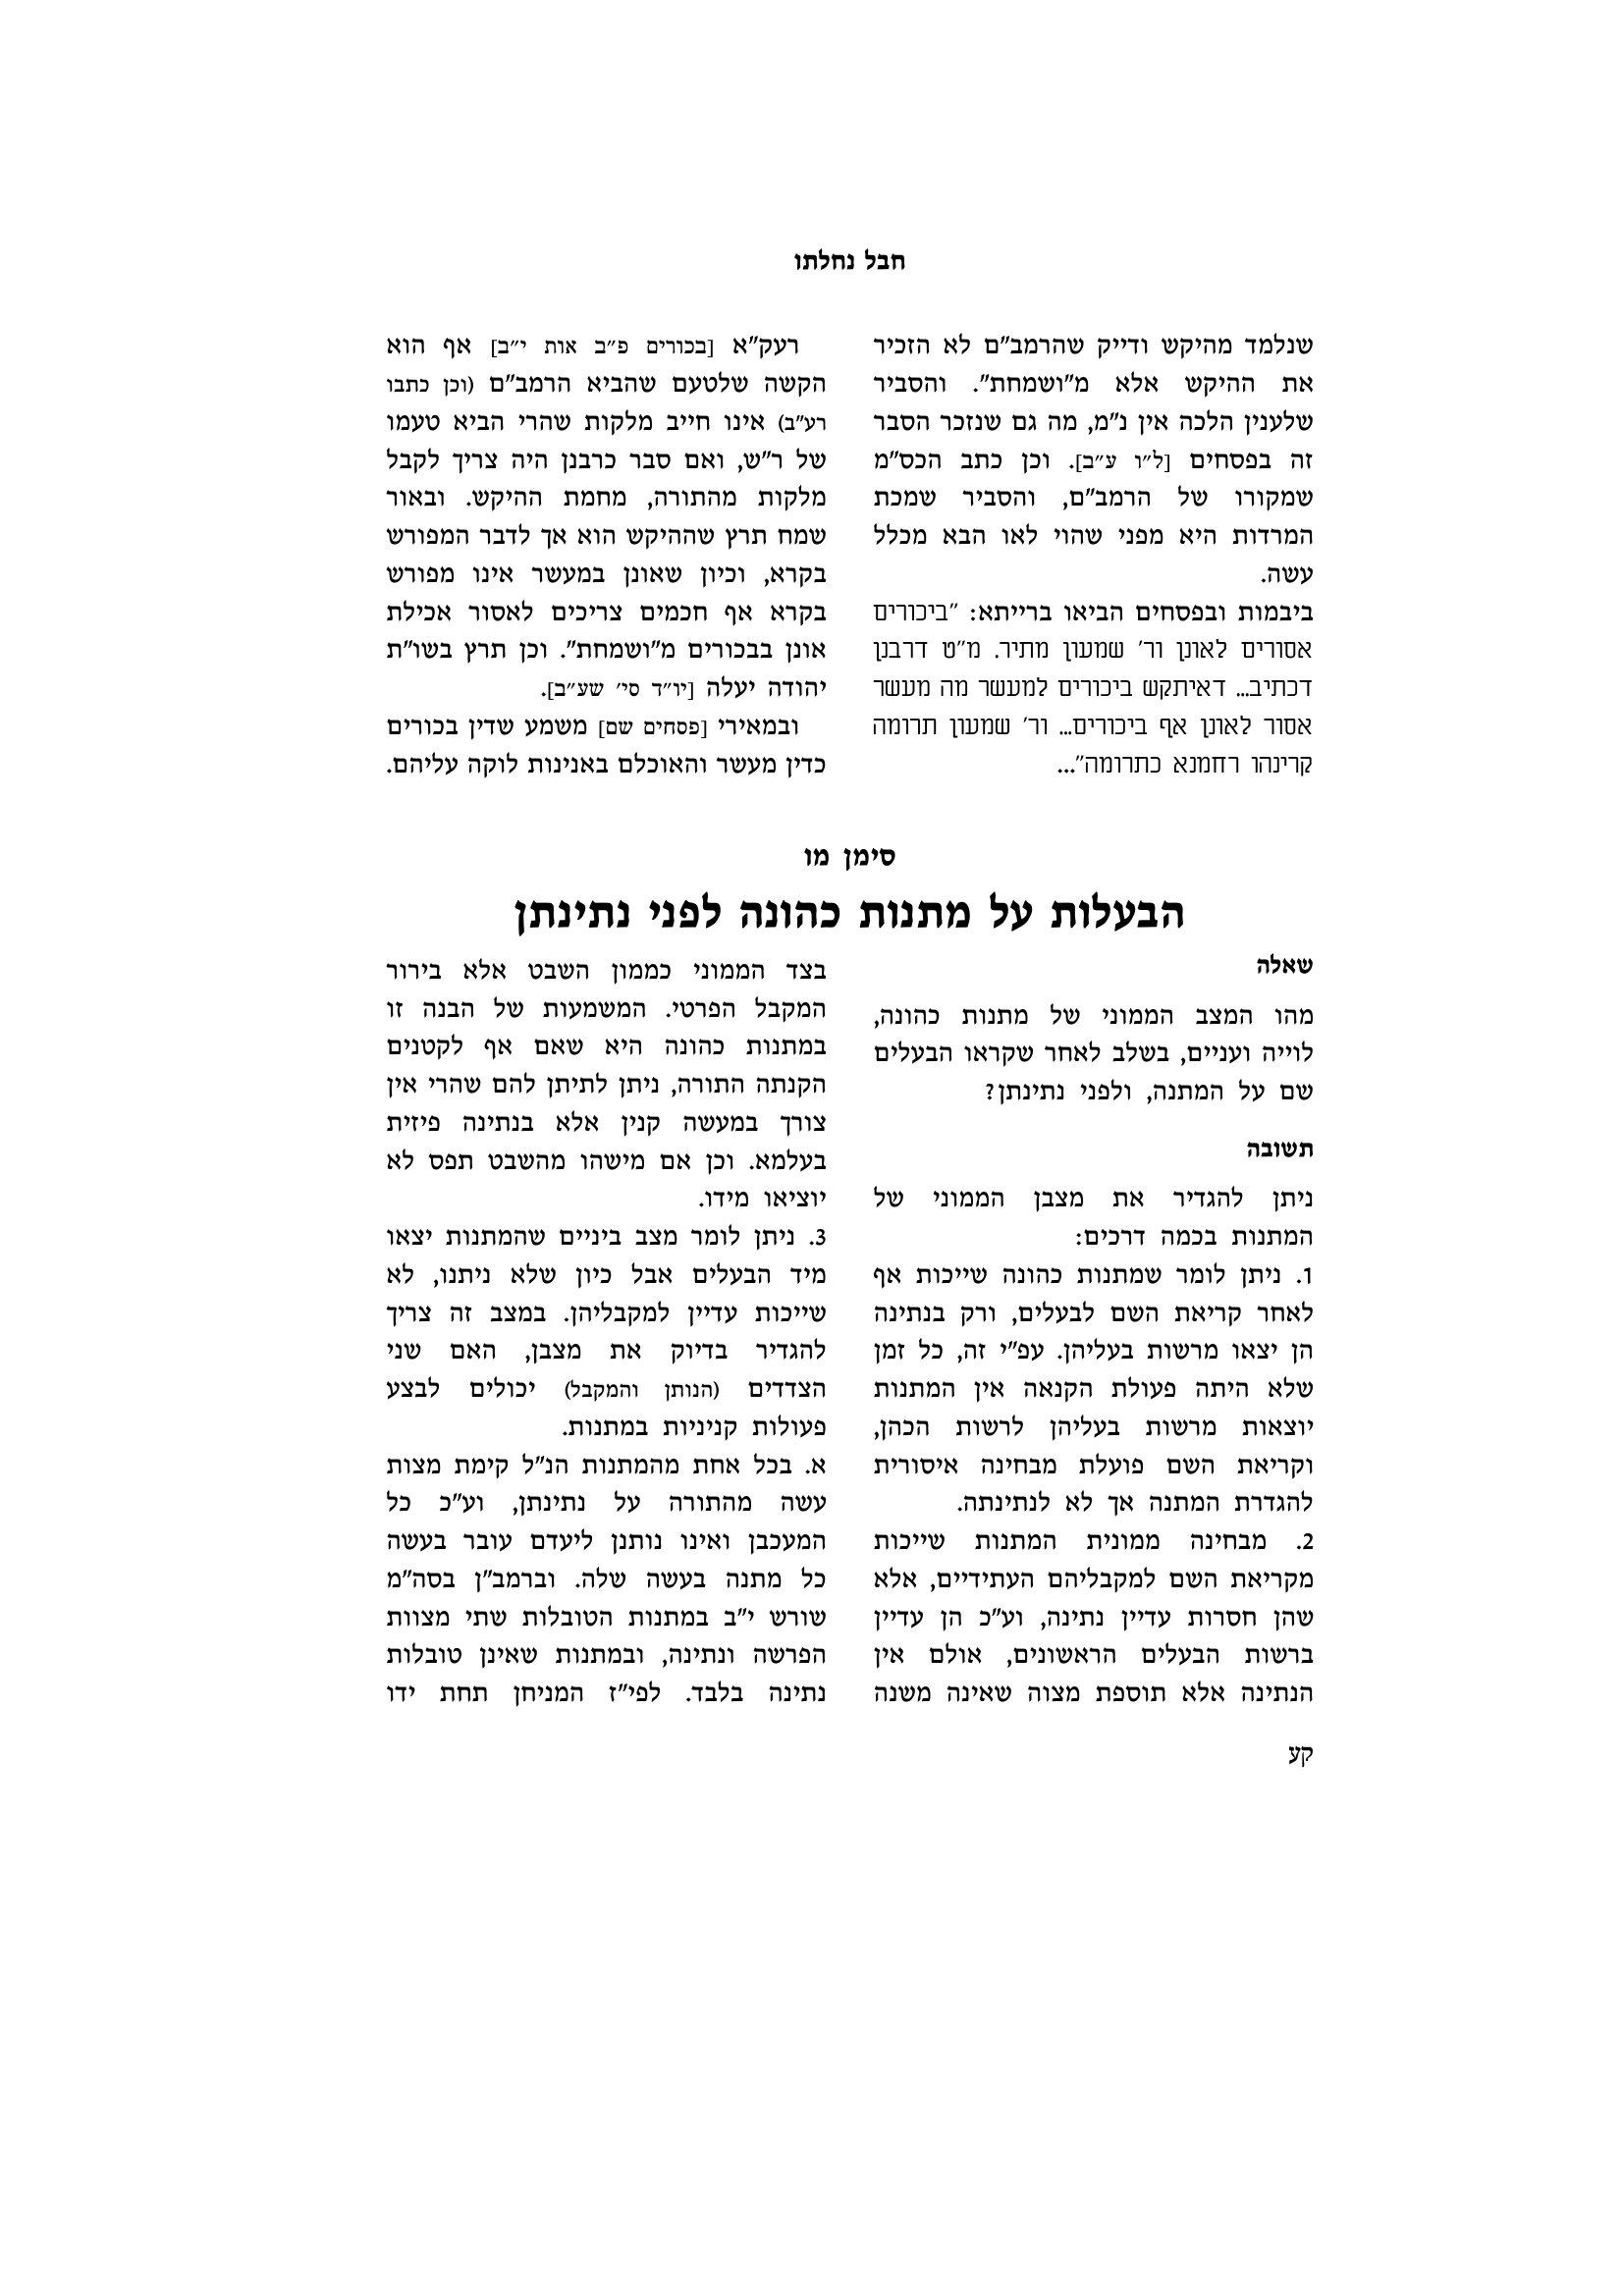 חבל נחלתו
שנלמד מהיקש ודייק שהרמב"ם לא הזכיר
את ההיקש אלא מ"ושמחת". והסביר
שלענין הלכה אין נ"מ, מה גם שנזכר הסבר
זה בפסחים [ל״ו ע״ב]. וכן כתב הכס"מ
שמקורו של הרמב"ם, והסביר שמכת
המרדות היא מפני שהוי לאו הבא מכלל
עשה.
ביבמות ובפסחים הביאו ברייתא: "ביכורים
אסורים לאונן ור' שמעון מתיר. מ"ט דרבנן
דכתיב... דאיתקש ביכורים למעשר מה מעשר
אסור לאונן אף ביכורים... ור' שמעון תרומה
קרינהו רחמנא כתרומה"...
רעק"א [בכורים פ״ב אות י״ב] אף הוא
הקשה שלטעם שהביא הרמב"ם (וכן כתבו
רע"ב) אינו חייב מלקות שהרי הביא טעמו
של ר"ש, ואם סבר כרבנן היה צריך לקבל
מלקות מהתורה, מחמת ההיקש. ובאור
שמח תרץ שההיקש הוא אך לדבר המפורש
בקרא, וכיון שאונן במעשר אינו מפורש
בקרא אף חכמים צריכים לאסור אכילת
אונן בבכורים מ"ושמחת". וכן תרץ בשו"ת
יהודה יעלה [יו״ד סי׳ שע״ב].
ובמאירי [פסחים שם] משמע שדין בכורים
כדין מעשר והאוכלם באנינות לוקה עליהם.
סימן מו
הבעלות על מתנות כהונה לפני נתינתן
שאלה
מהו המצב הממוני של מתנות כהונה,
לוייה ועניים, בשלב לאחר שקראו הבעלים
שם על המתנה, ולפני נתינתן?
תשובה
ניתן להגדיר את מצבן הממוני של
המתנות בכמה דרכים:
1. ניתן לומר שמתנות כהונה שייכות אף
לאחר קריאת השם לבעלים, ורק בנתינה
הן יצאו מרשות בעליהן. עפ"י זה, כל זמן
שלא היתה פעולת הקנאה אין המתנות
יוצאות מרשות בעליהן לרשות הכהן,
וקריאת השם פועלת מבחינה איסורית
להגדרת המתנה אך לא לנתינתה.
2. מבחינה ממונית המתנות שייכות
מקריאת השם למקבליהם העתידיים, אלא
שהן חסרות עדיין נתינה, וע"כ הן עדיין
ברשות הבעלים הראשונים, אולם אין
הנתינה אלא תוספת מצוה שאינה משנה
בצד הממוני כממון השבט אלא בירור
המקבל הפרטי. המשמעות של הבנה זו
במתנות כהונה היא שאם אף לקטנים
הקנתה התורה, ניתן לתיתן להם שהרי אין
צורך במעשה קנין אלא בנתינה פיזית
בעלמא. וכן אם מישהו מהשבט תפס לא
יוציאו מידו.
3. ניתן לומר מצב ביניים שהמתנות יצאו
מיד הבעלים אבל כיון שלא ניתנו, לא
שייכות עדיין למקבליהן. במצב זה צריך
להגדיר בדיוק את מצבן, האם שני
הצדדים (הנותן והמקבל) יכולים לבצע
פעולות קניניות במתנות.
א. בכל אחת מהמתנות הנ"ל קימת מצות
עשה מהתורה על נתינתן, וע"כ כל
המעכבן ואינו נותנן ליעדם עובר בעשה
כל מתנה בעשה שלה. וברמב"ן בסה"מ
שורש י"ב במתנות הטובלות שתי מצוות
הפרשה ונתינה, ובמתנות שאינן טובלות
נתינה בלבד. לפי"ז המניחן תחת ידו
קע